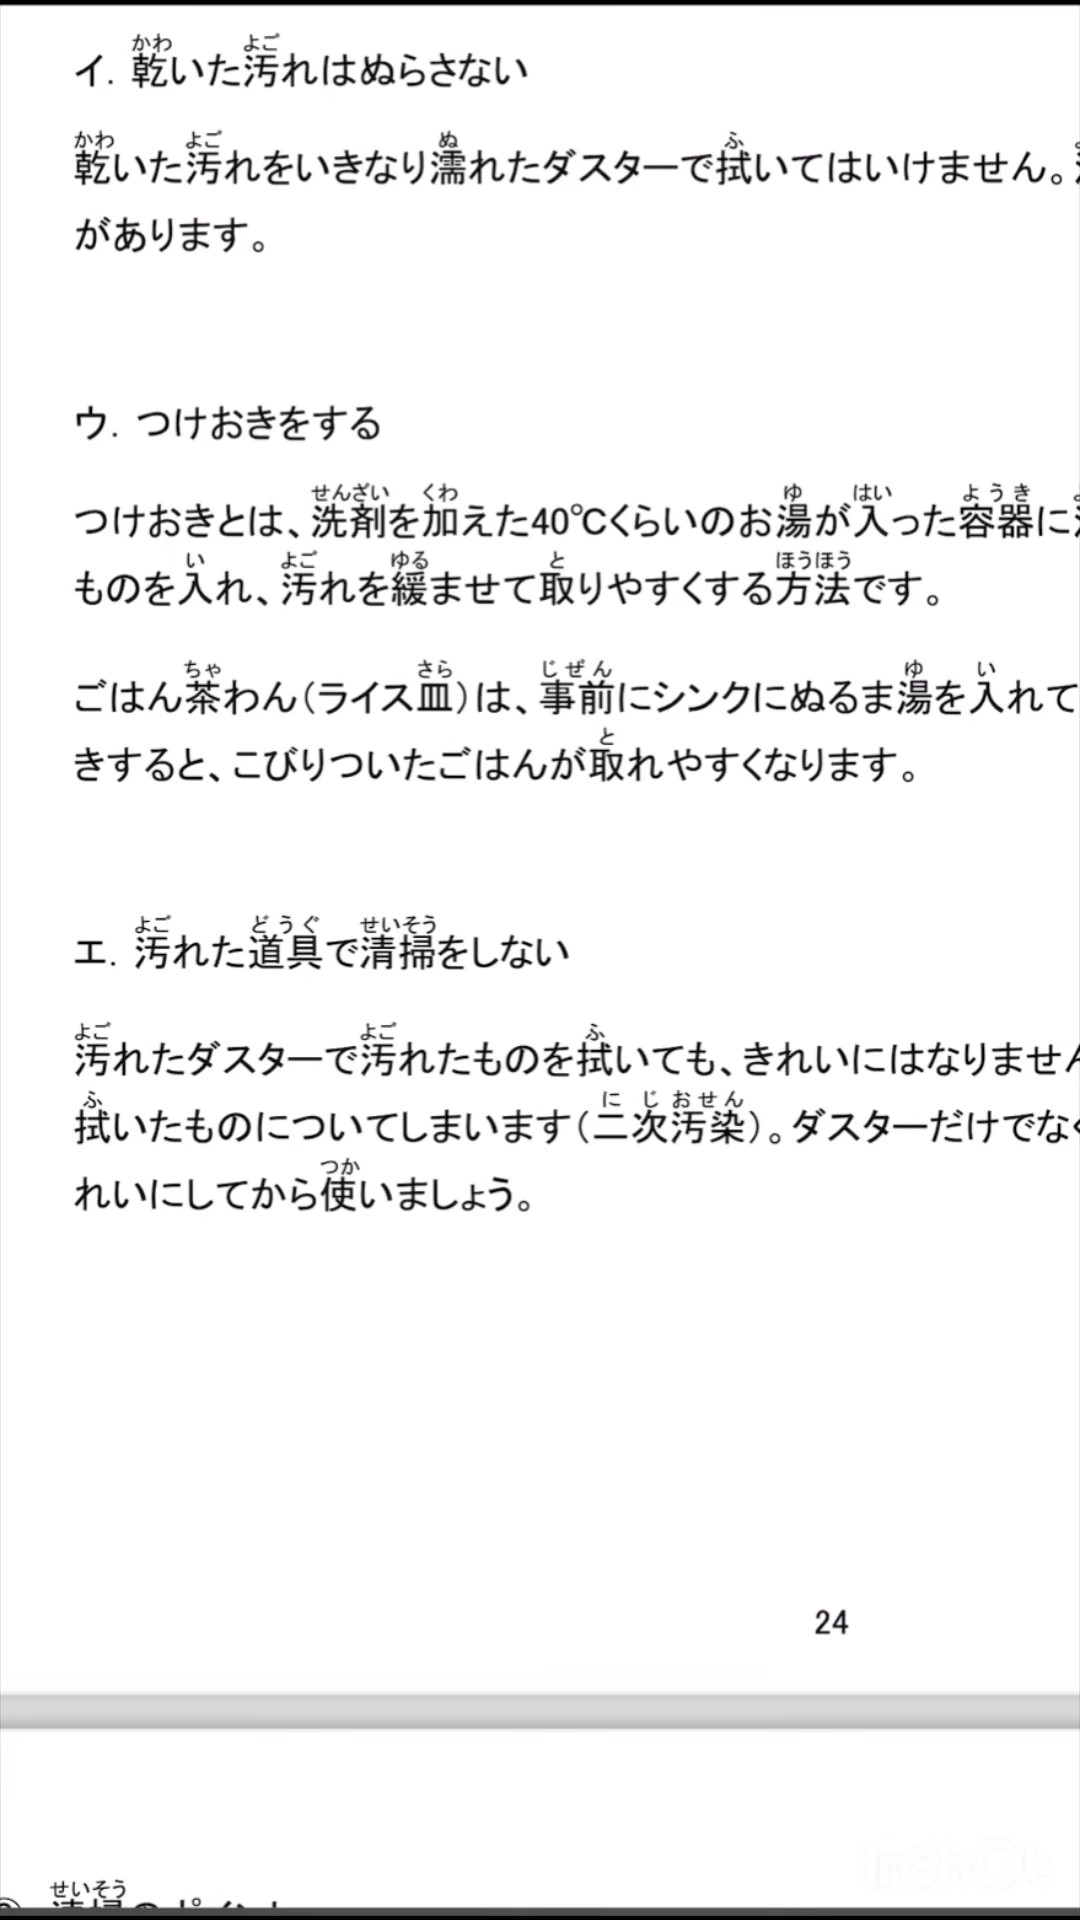 イ. 乾いた汚れはぬらさない
乾いた汚れをいきなり濡れたダスターで拭いてはいけません。
があります。
ウ. つけおきをする
つけおきとは、洗剤を加えた40℃くらいのお湯が入った容器に
ものを入れ、汚れを緩ませて取りやすくする方法です。
ごはん茶わん（ライス皿）は、事前にシンクにぬるま湯を入れて
きすると、こびりついたごはんが取れやすくなります。
エ. 汚れた道具で清掃をしない
汚れたダスターで汚れたものを拭いても、きれいにはなりません
拭いたものについてしまいます（二次汚染）。ダスターだけでなく
れいにしてから使いましょう。
24
InShOt